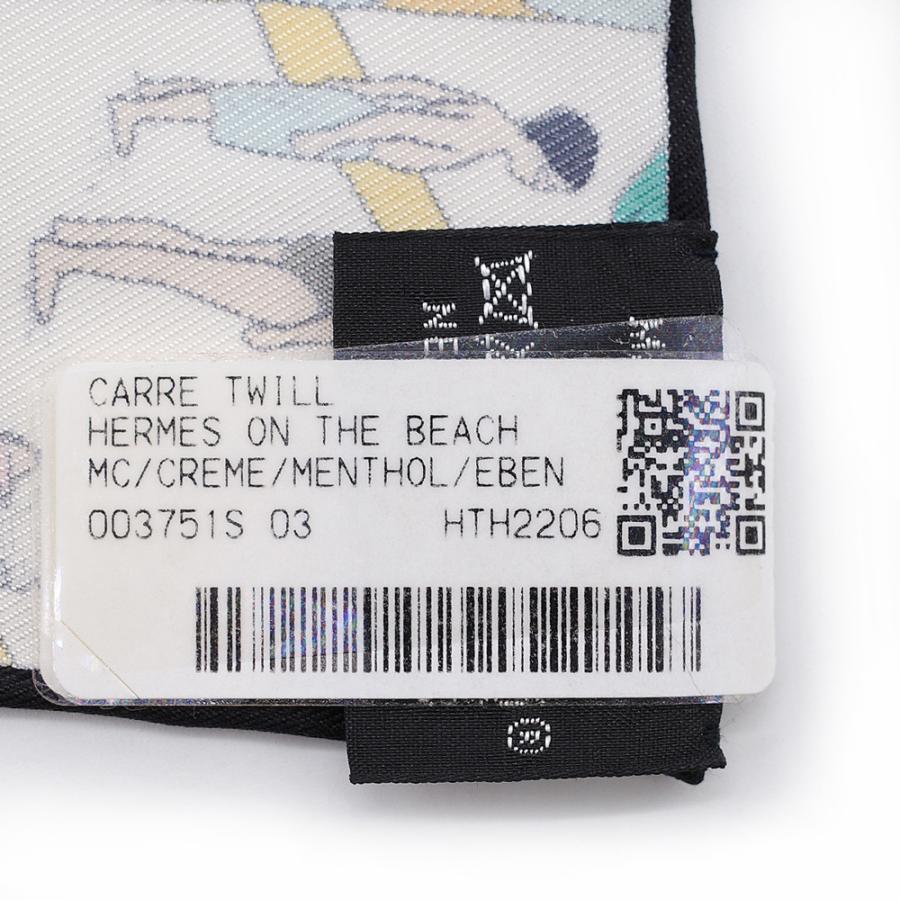 CARRE TWILL
HERMES ON THE BEACH
MC/CREME/MENTHOL/EBEN
003751S 03 HTH2206